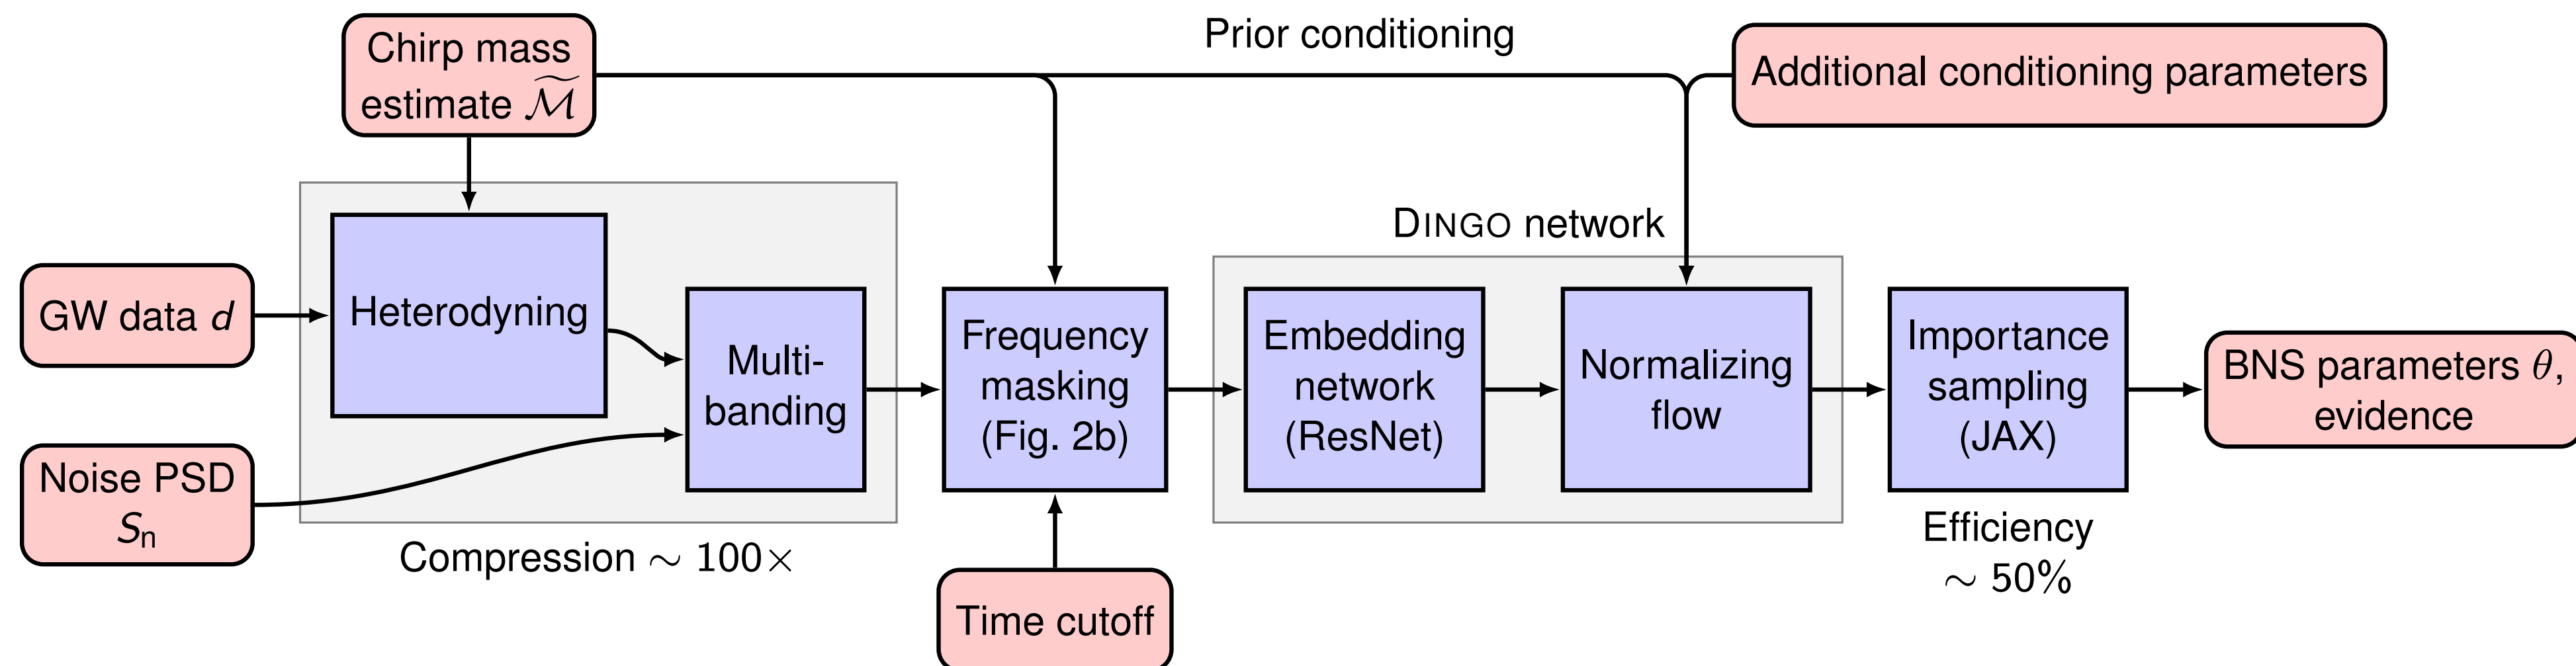 Chirp mass
estimate $\widetilde{\mathcal{M}}$
Prior conditioning
Additional conditioning parameters
DINGO network
GW data d
Heterodyning
Multi-
banding
Frequency
masking
(Fig. 2b)
Embedding
network
(ResNet)
Normalizing
flow
Importance
sampling
(JAX)
BNS parameters θ,
evidence
Noise PSD
Sₙ
Compression ∼ 100×
Efficiency
∼ 50%
Time cutoff